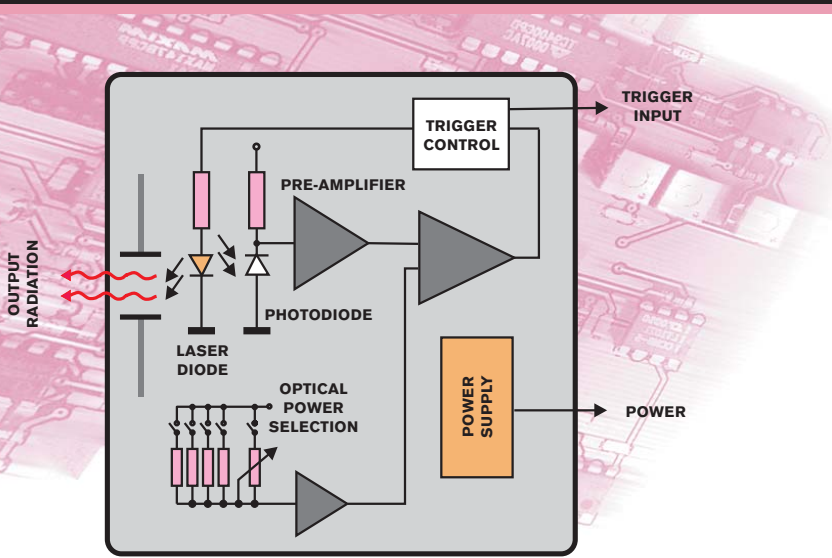 TRIGGER
INPUT
TRIGGER
CONTROL
PRE-AMPLIFIER
OUTPUT
RADIATION
PHOTODIODE
LASER
DIODE
OPTICAL
POWER
SELECTION
POWER
SUPPLY
POWER